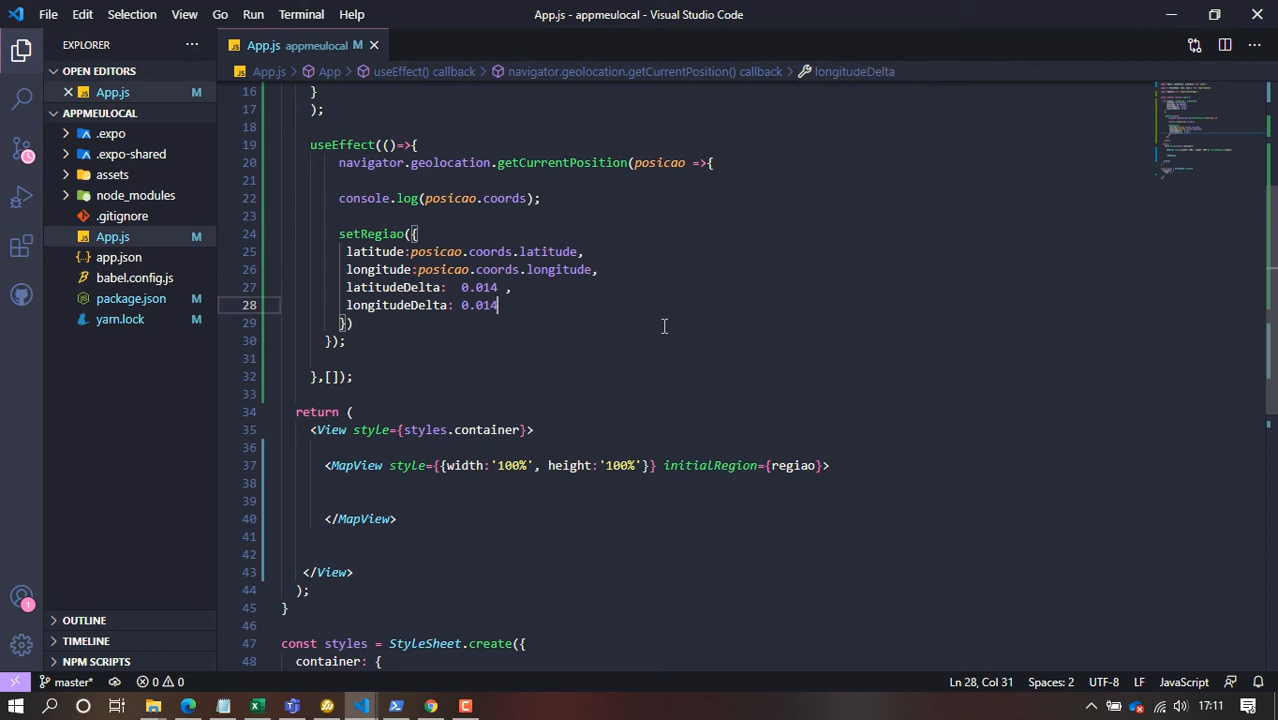 File Edit Selection View Go Run Terminal Help App.js - appmeulocal - Visual Studio Code
EXPLORER
App.js appmeulocal M
App.js App useEffect() callback navigator.geolocation.getCurrentPosition() callback longitudeDelta
OPEN EDITORS
App.js M
APPMEULOCAL
.expo
.expo-shared
assets
node_modules
.gitignore
App.js M
app.json
babel.config.js
package.json M
yarn.lock M
OUTLINE
TIMELINE
NPM SCRIPTS
16 }
17 );
18
19 useEffect(()=>{
20 navigator.geolocation.getCurrentPosition(posicao =>{
21
22 console.log(posicao.coords);
23
24 setRegiao({
25 latitude:posicao.coords.latitude,
26 longitude:posicao.coords.longitude,
27 latitudeDelta:  0.014 ,
28 longitudeDelta: 0.014
29 })
30 });
31
32 },[]);
33
34 return (
35 <View style={styles.container}>
36
37 <MapView style={{width:'100%', height:'100%'}} initialRegion={regiao}>
38
39
40 </MapView>
41
42
43 </View>
44 );
45 }
46
47 const styles = StyleSheet.create({
48 container: {
1
master* 0 0 Ln 28, Col 31 Spaces: 2 UTF-8 LF JavaScript
17:11